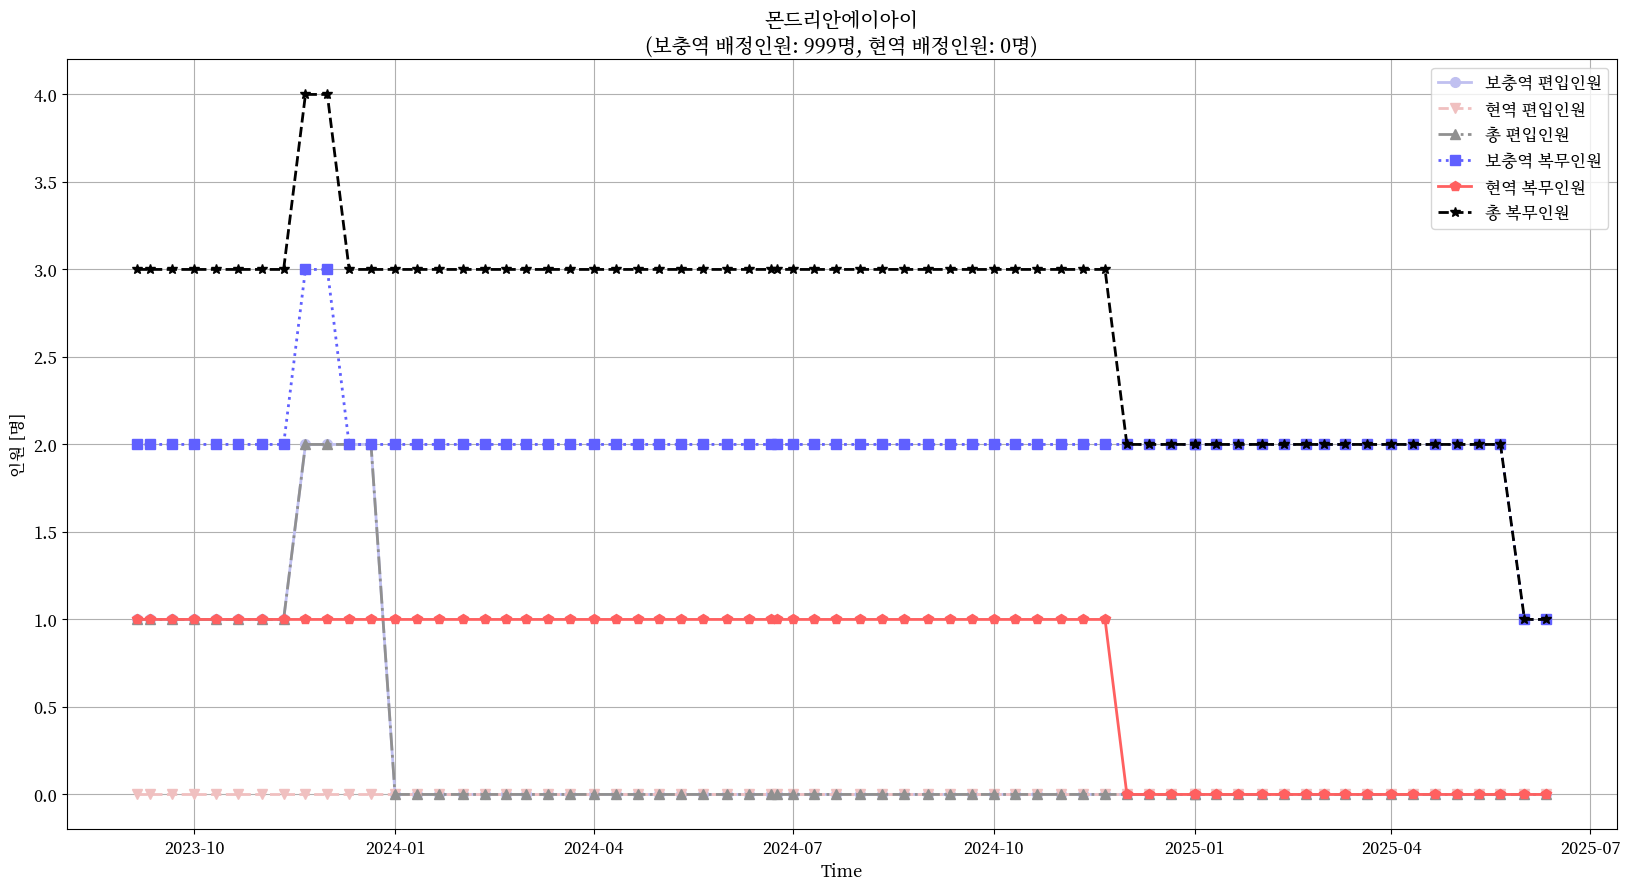 몬드리안에이아이
(보충역 배정인원: 999명, 현역 배정인원: 0명)
보충역 편입인원
현역 편입인원
총 편입인원
보충역 복무인원
현역 복무인원
총 복무인원
인원 [명]
4.0
3.5
3.0
2.5
2.0
1.5
1.0
0.5
0.0
2023-10
2024-01
2024-04
2024-07
2024-10
2025-01
2025-04
2025-07
Time